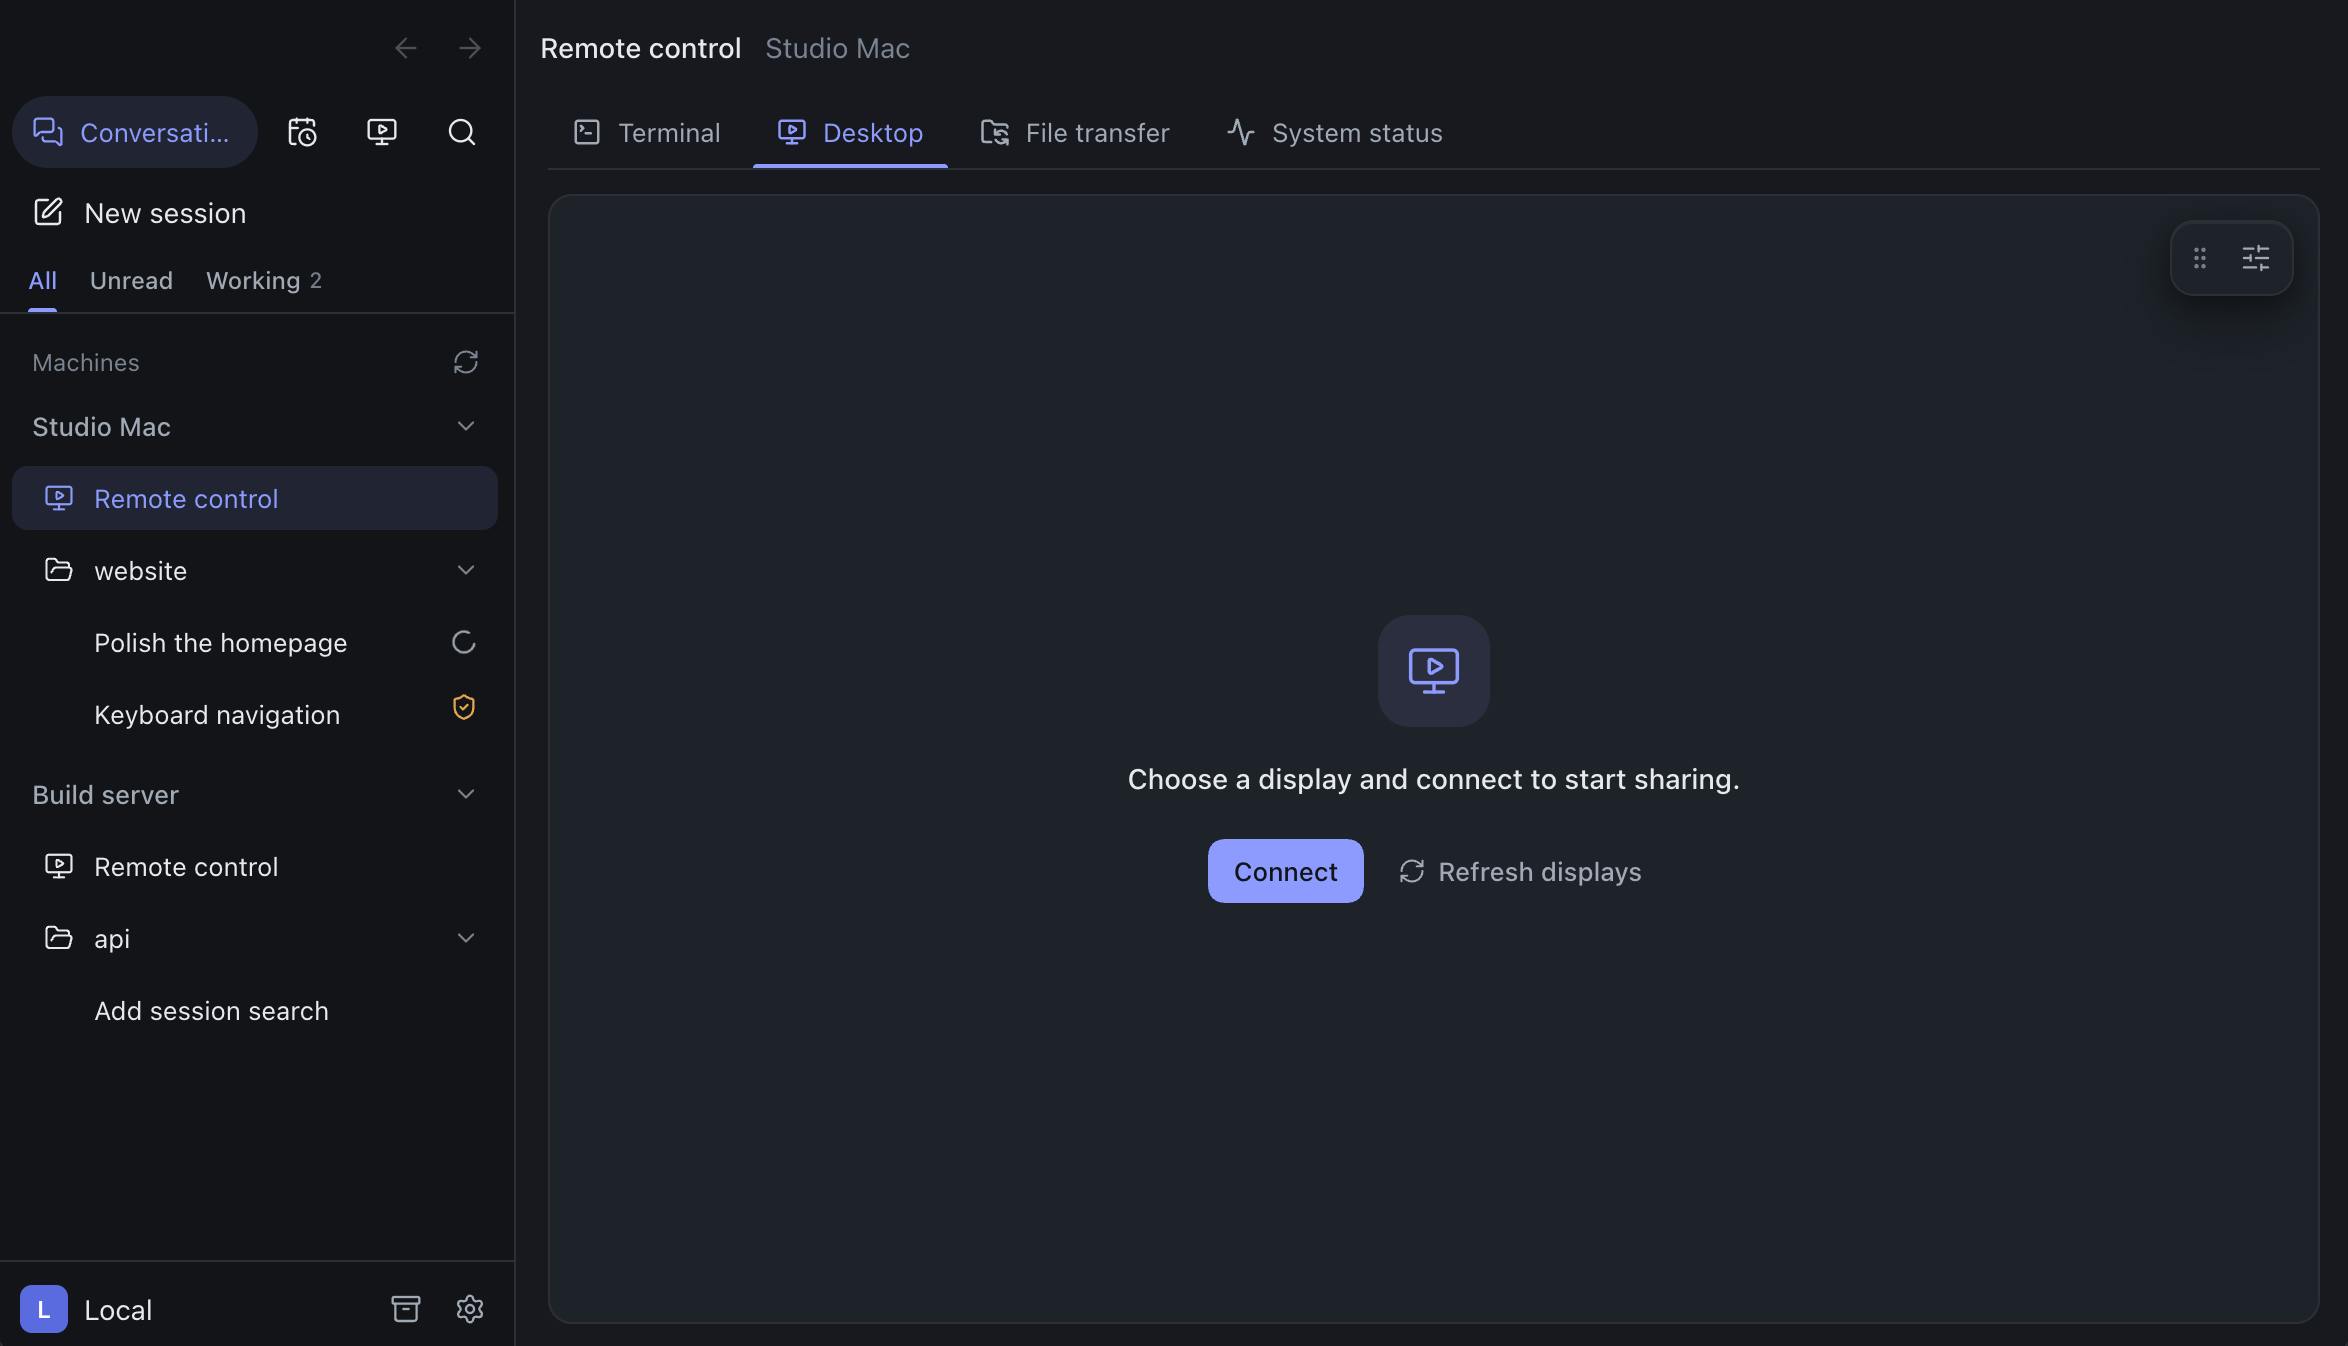 Remote control Studio Mac
Conversati...
New session
All Unread Working 2
Machines
Studio Mac
Remote control
website
Polish the homepage
Keyboard navigation
Build server
Remote control
api
Add session search
L Local
Terminal Desktop File transfer System status
Choose a display and connect to start sharing.
Connect Refresh displays